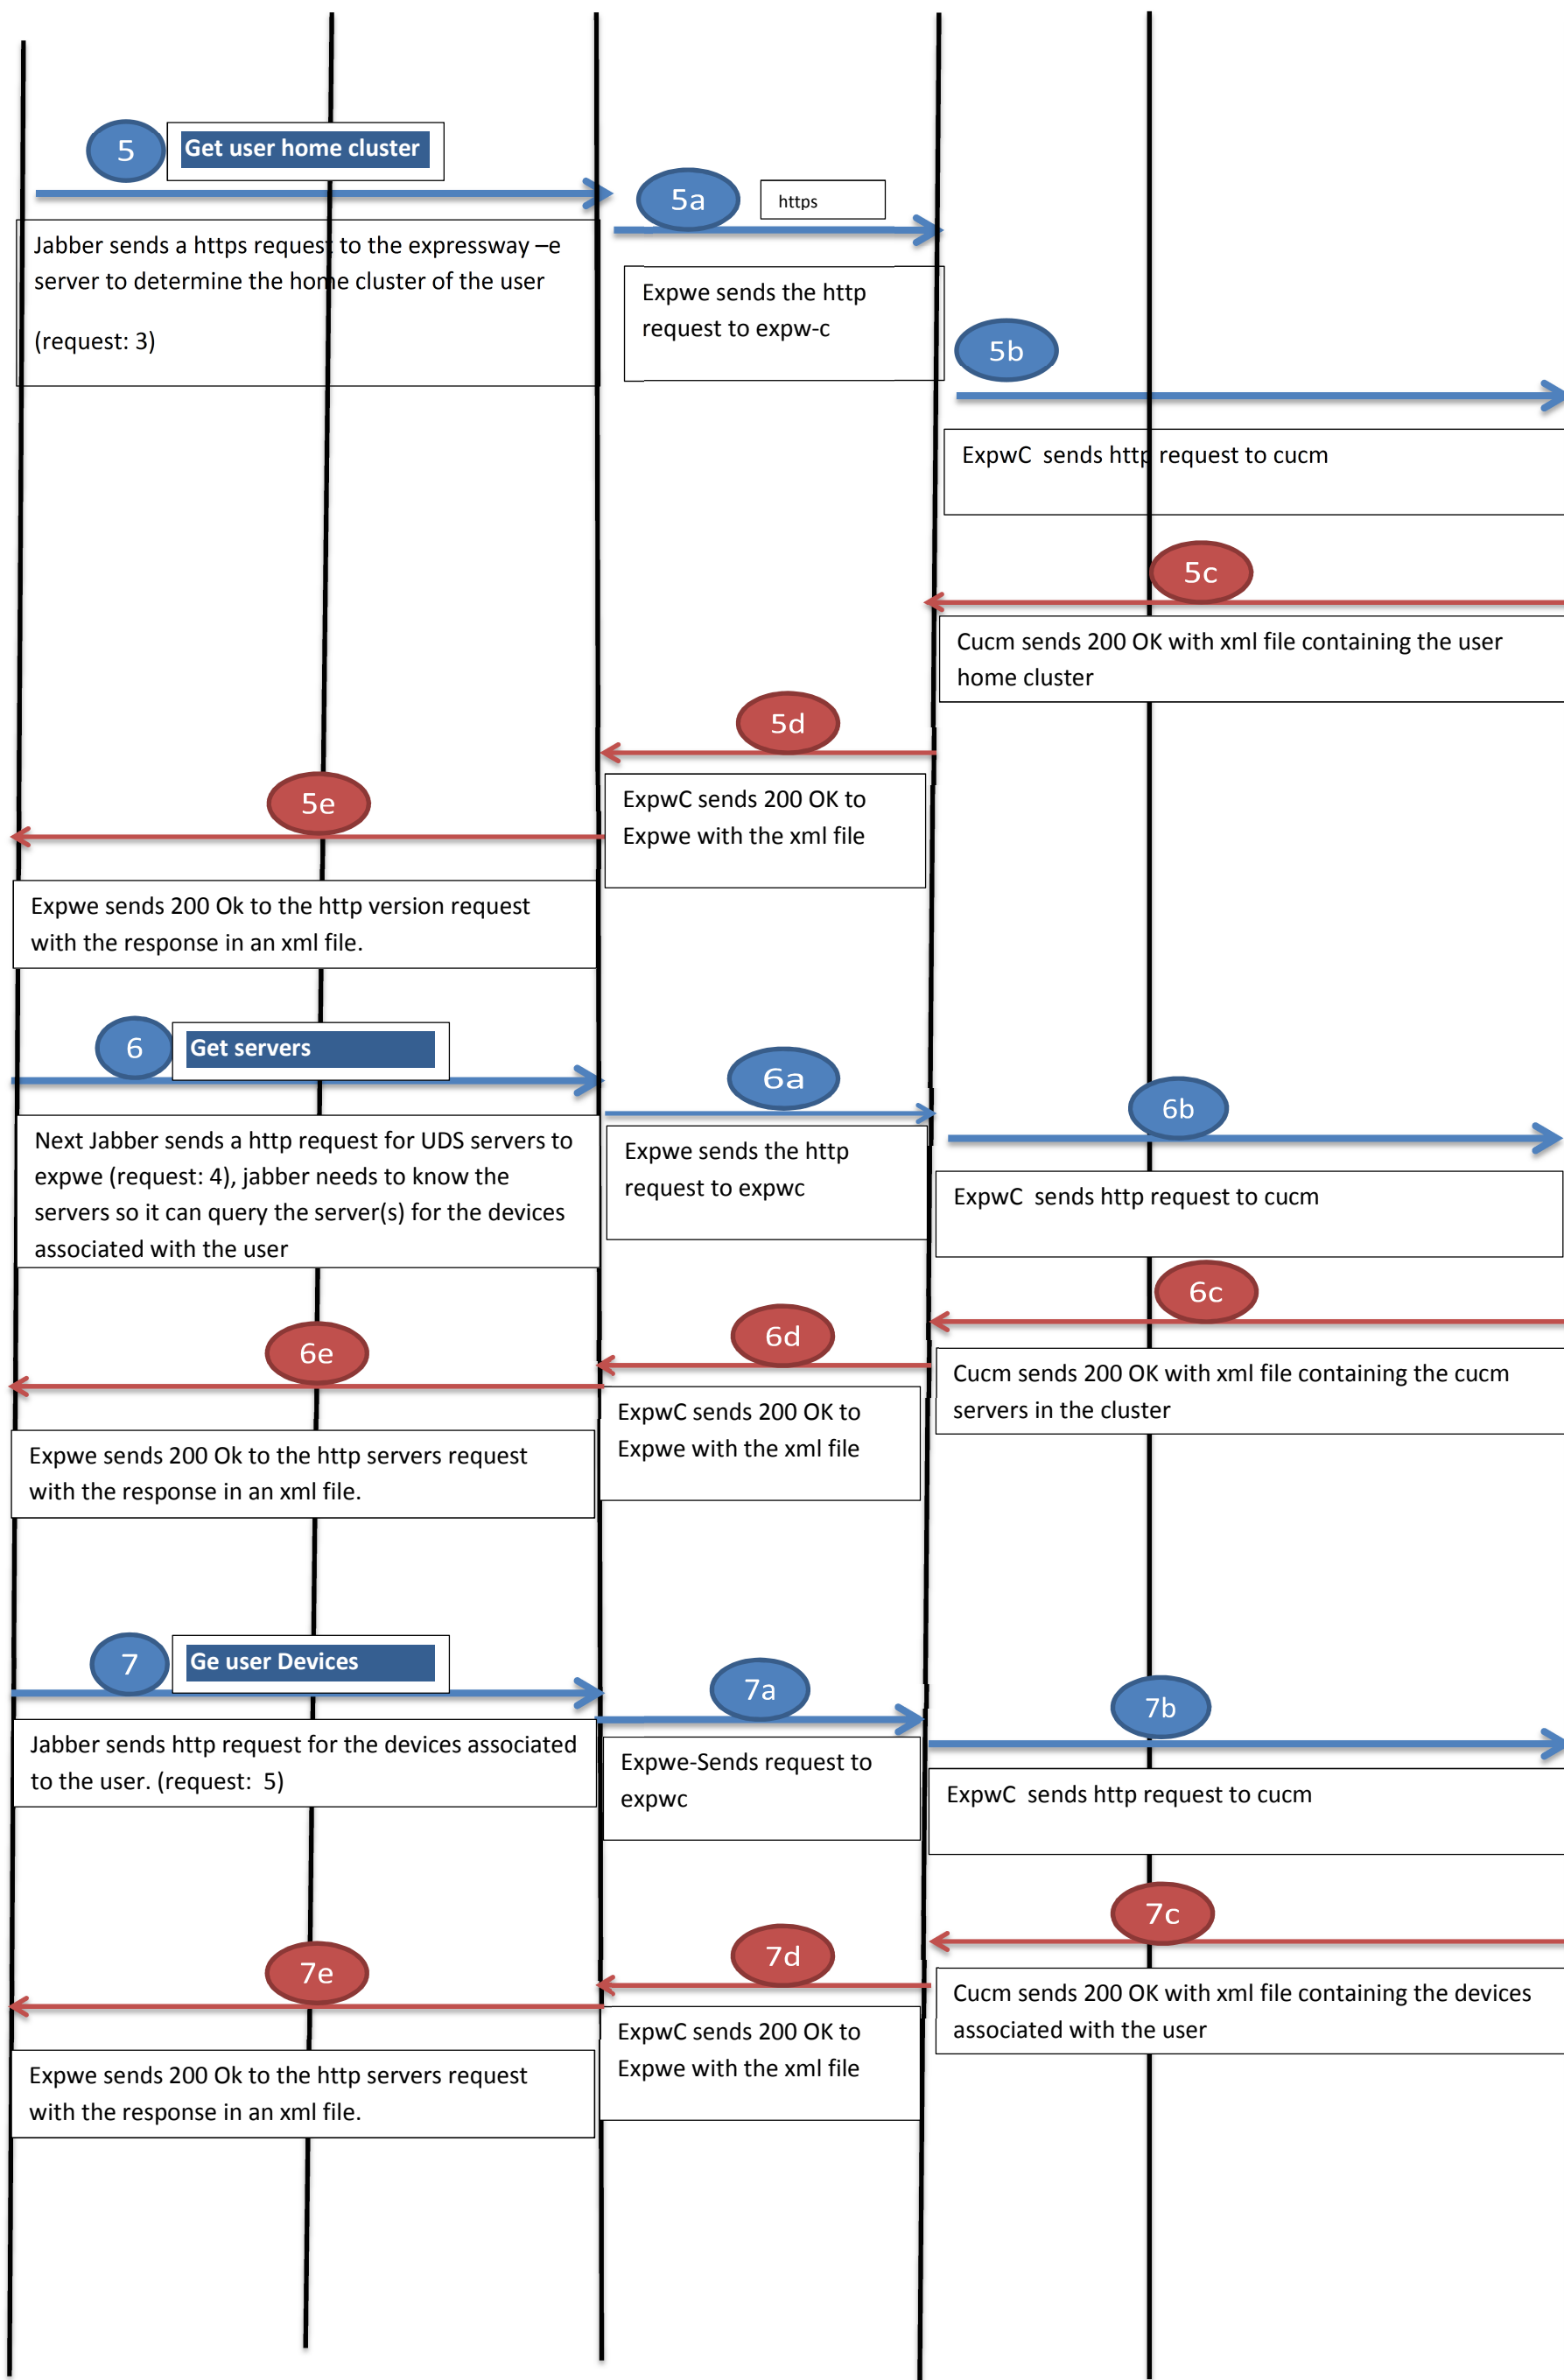 5
Get user home cluster
5a
https
Jabber sends a https request to the expressway –e
server to determine the home cluster of the user
(request: 3)
Expwe sends the http
request to expw-c
5b
ExpwC  sends http request to cucm
5c
Cucm sends 200 OK with xml file containing the user
home cluster
5d
ExpwC sends 200 OK to
Expwe with the xml file
5e
Expwe sends 200 Ok to the http version request
with the response in an xml file.
6
Get servers
6a
6b
Next Jabber sends a http request for UDS servers to
expwe (request: 4), jabber needs to know the
servers so it can query the server(s) for the devices
associated with the user
Expwe sends the http
request to expwc
ExpwC  sends http request to cucm
6c
6d
6e
Cucm sends 200 OK with xml file containing the cucm
servers in the cluster
ExpwC sends 200 OK to
Expwe with the xml file
Expwe sends 200 Ok to the http servers request
with the response in an xml file.
7
Ge user Devices
7a
7b
Jabber sends http request for the devices associated
to the user. (request:  5)
Expwe-Sends request to
expwc
ExpwC  sends http request to cucm
7c
7d
7e
Cucm sends 200 OK with xml file containing the devices
associated with the user
ExpwC sends 200 OK to
Expwe with the xml file
Expwe sends 200 Ok to the http servers request
with the response in an xml file.